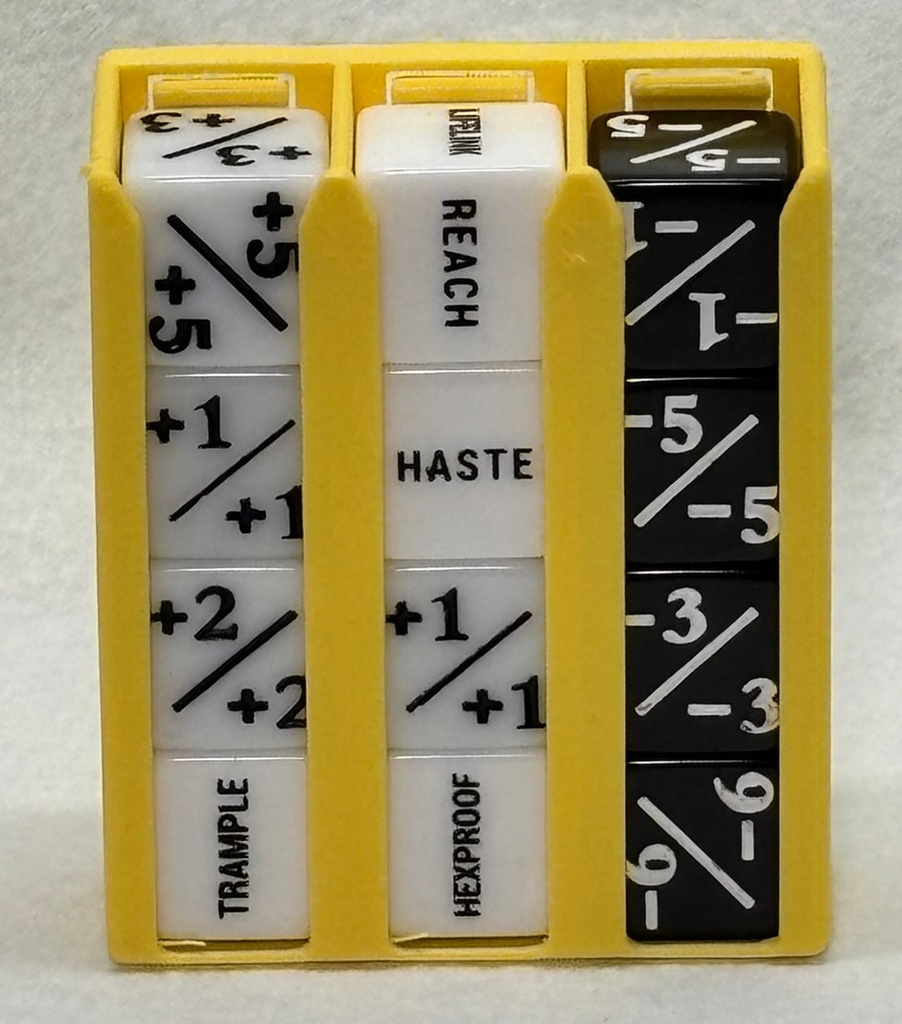 +3/+3
+5/+5
+1/+1
+2/+2
TRAMPLE
LIFELINK
REACH
HASTE
+1/+1
HEXPROOF
-5/-5
-1/-1
-5/-5
-3/-3
-6/-6